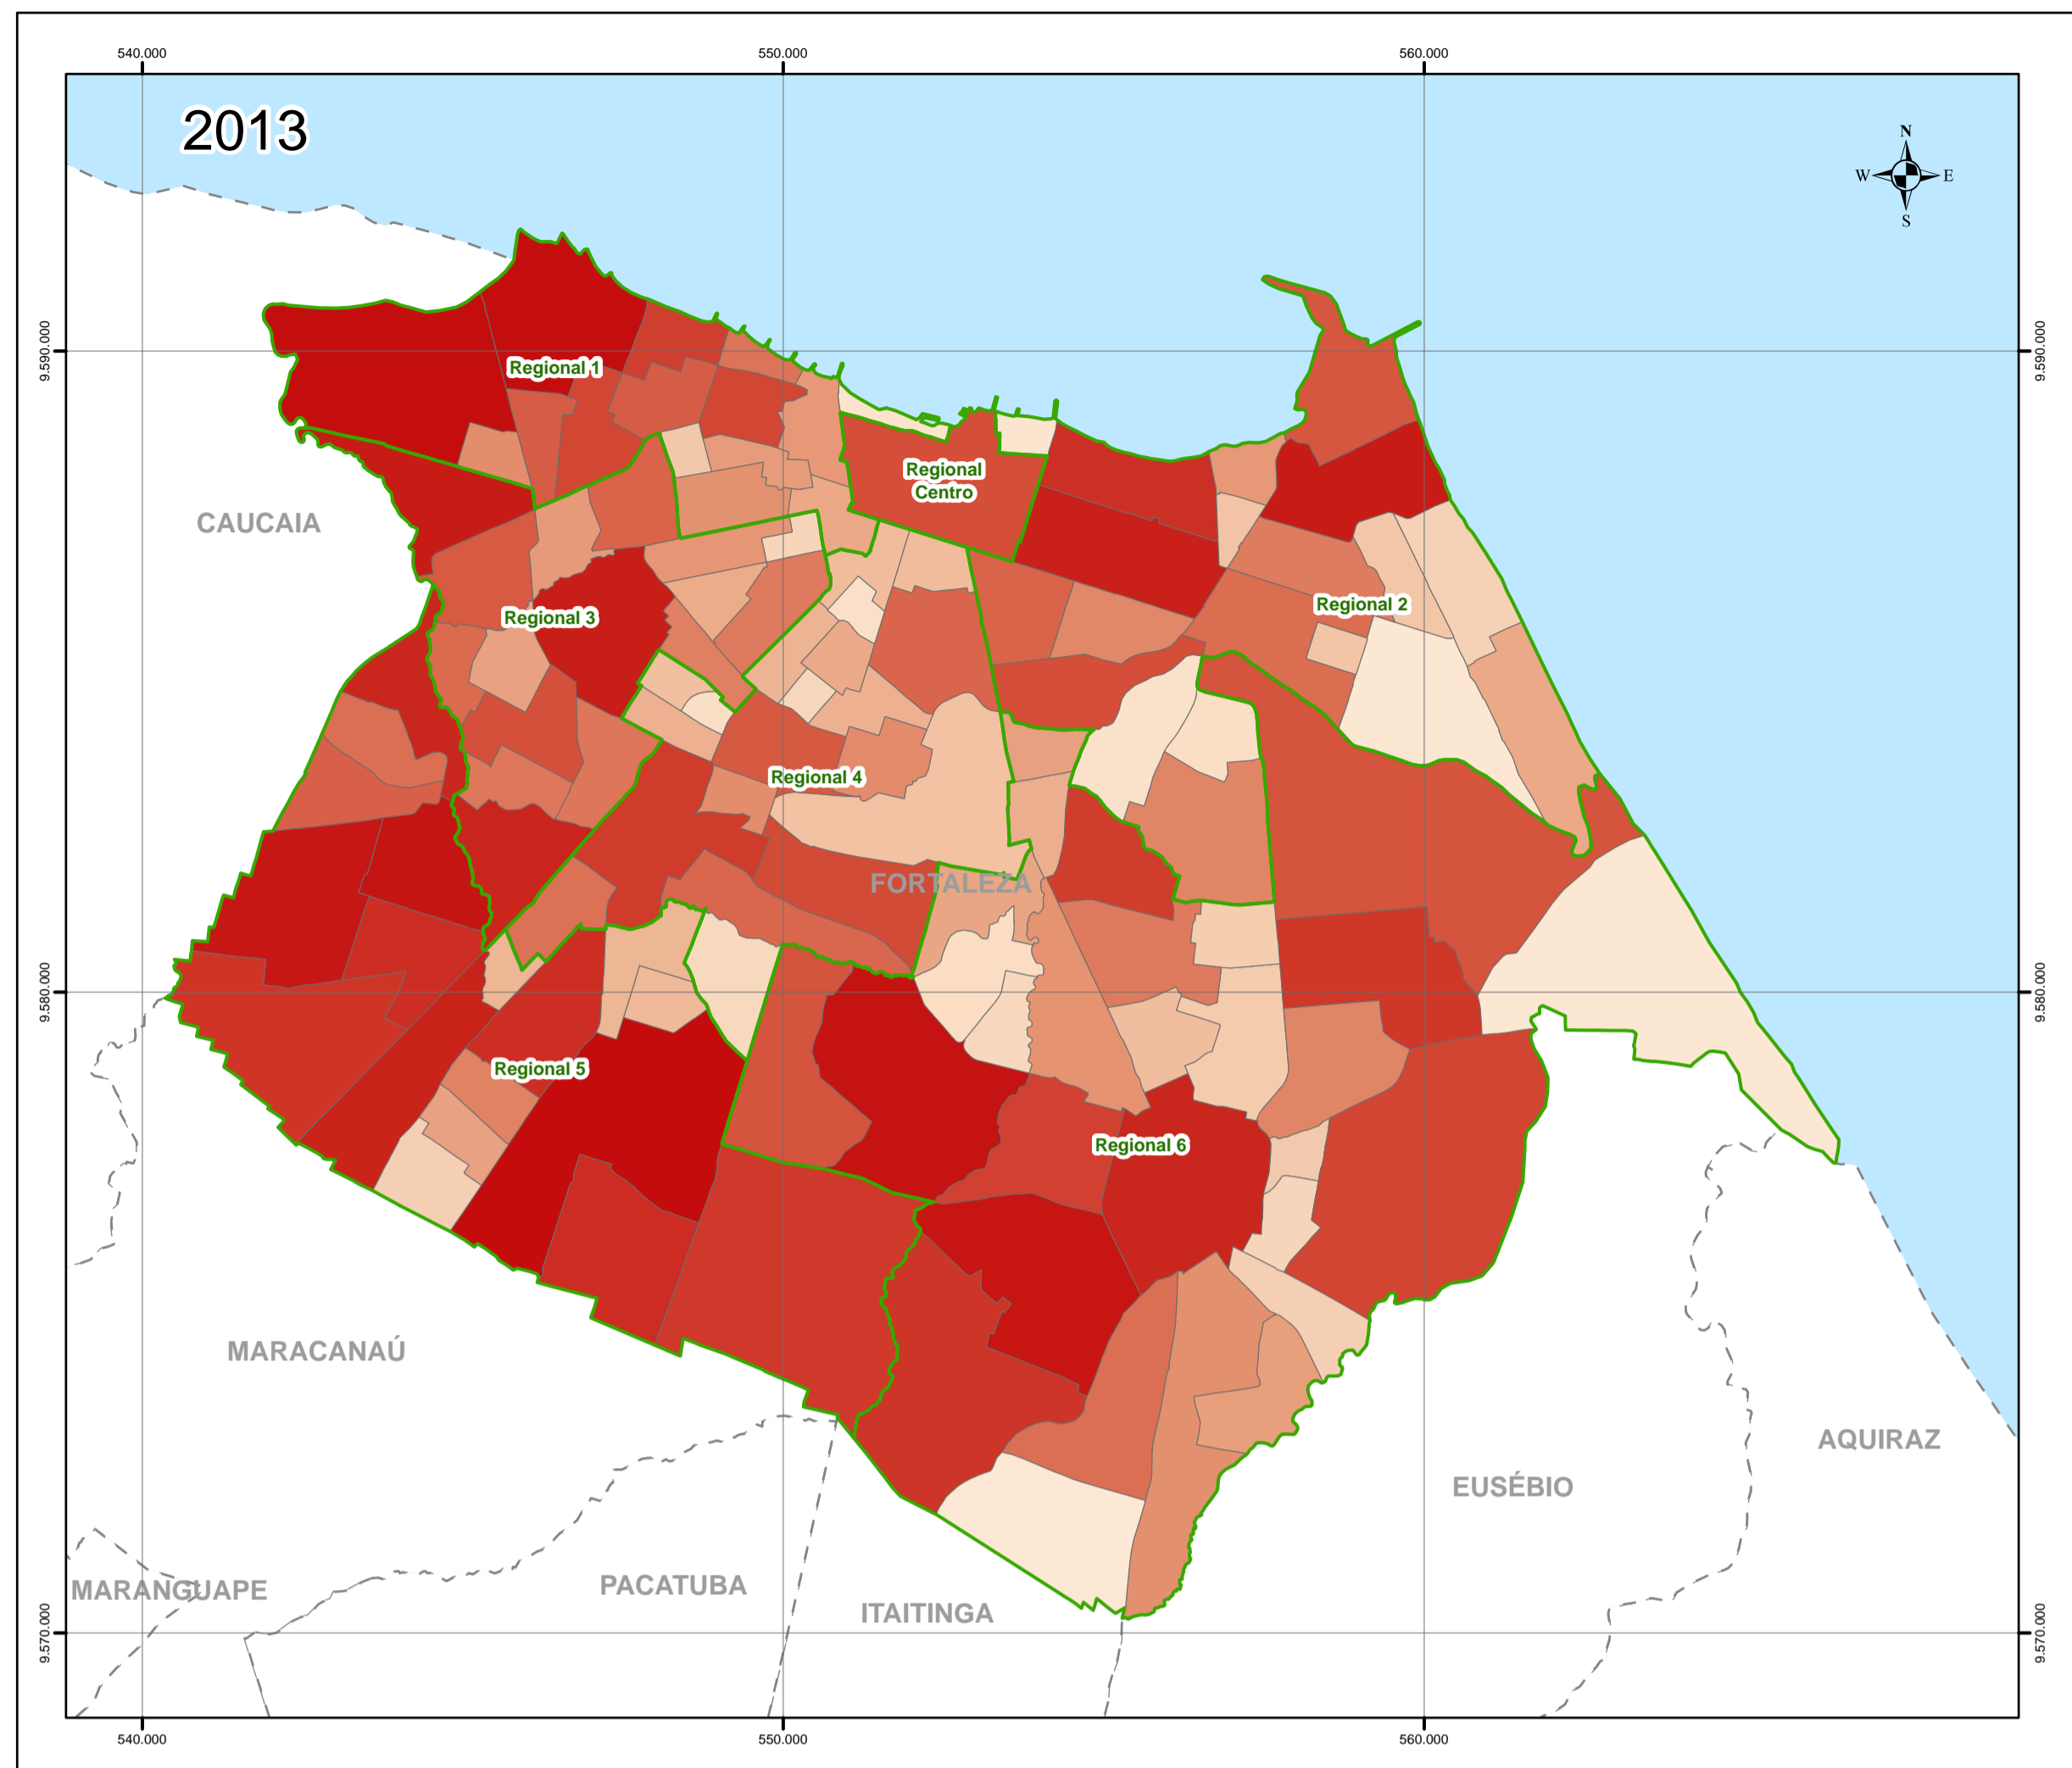 540.000
550.000
560.000
2013
N
W
E
S
9.590.000
9.590.000
Regional 1
Regional
Centro
CAUCAIA
Regional 3
Regional 2
Regional 4
FORTALEZA
9.580.000
9.580.000
Regional 5
Regional 6
MARACANAÚ
AQUIRAZ
EUSÉBIO
MARANGUAPE
PACATUBA
ITAITINGA
9.570.000
9.570.000
540.000
550.000
560.000